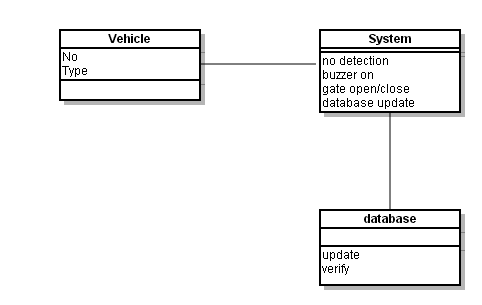 Vehicle
No
Type
System
no detection
buzzer on
gate open/close
database update
database
update
verify